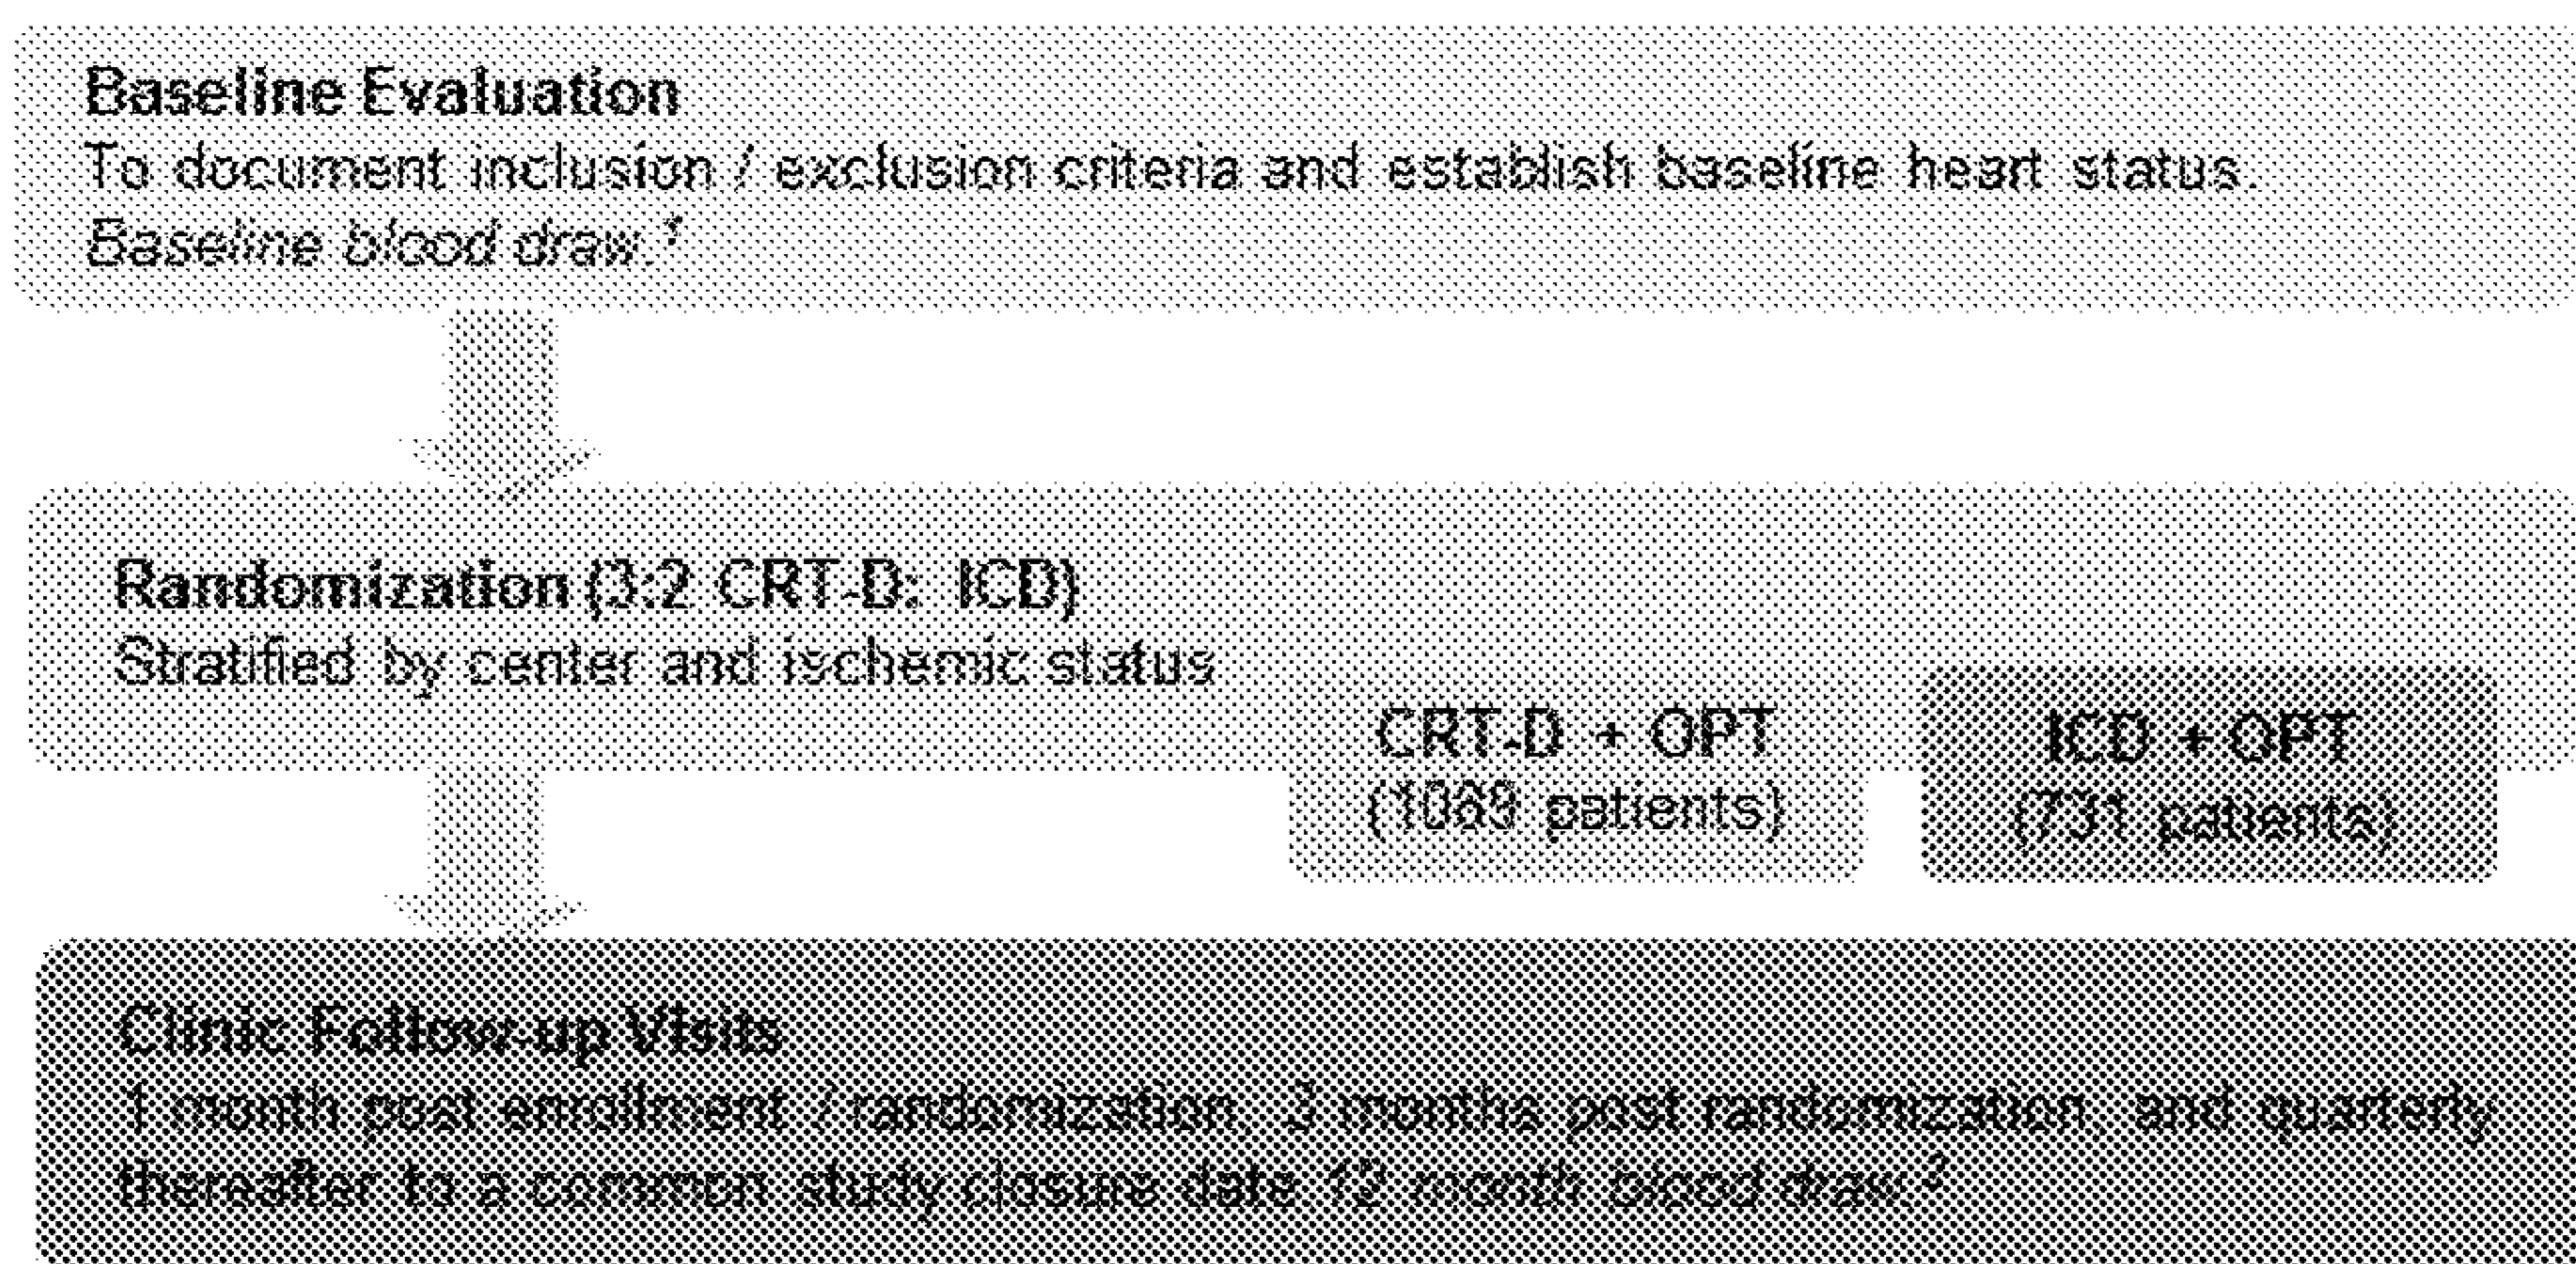 Baseline Evaluation
To document inclusion / exclusion criteria and establish baseline heart status.
Baseline blood draw.¹
Randomization (3:2 CRT-D: ICD)
Stratified by center and ischemic status
CRT-D + OPT
(1089 patients)
ICD + OPT
(731 patients)
Clinic Follow-up Visits
1 month post enrollment / randomization, 3 months post randomization, and quarterly
thereafter to a common study closure date 12 month blood draw.²